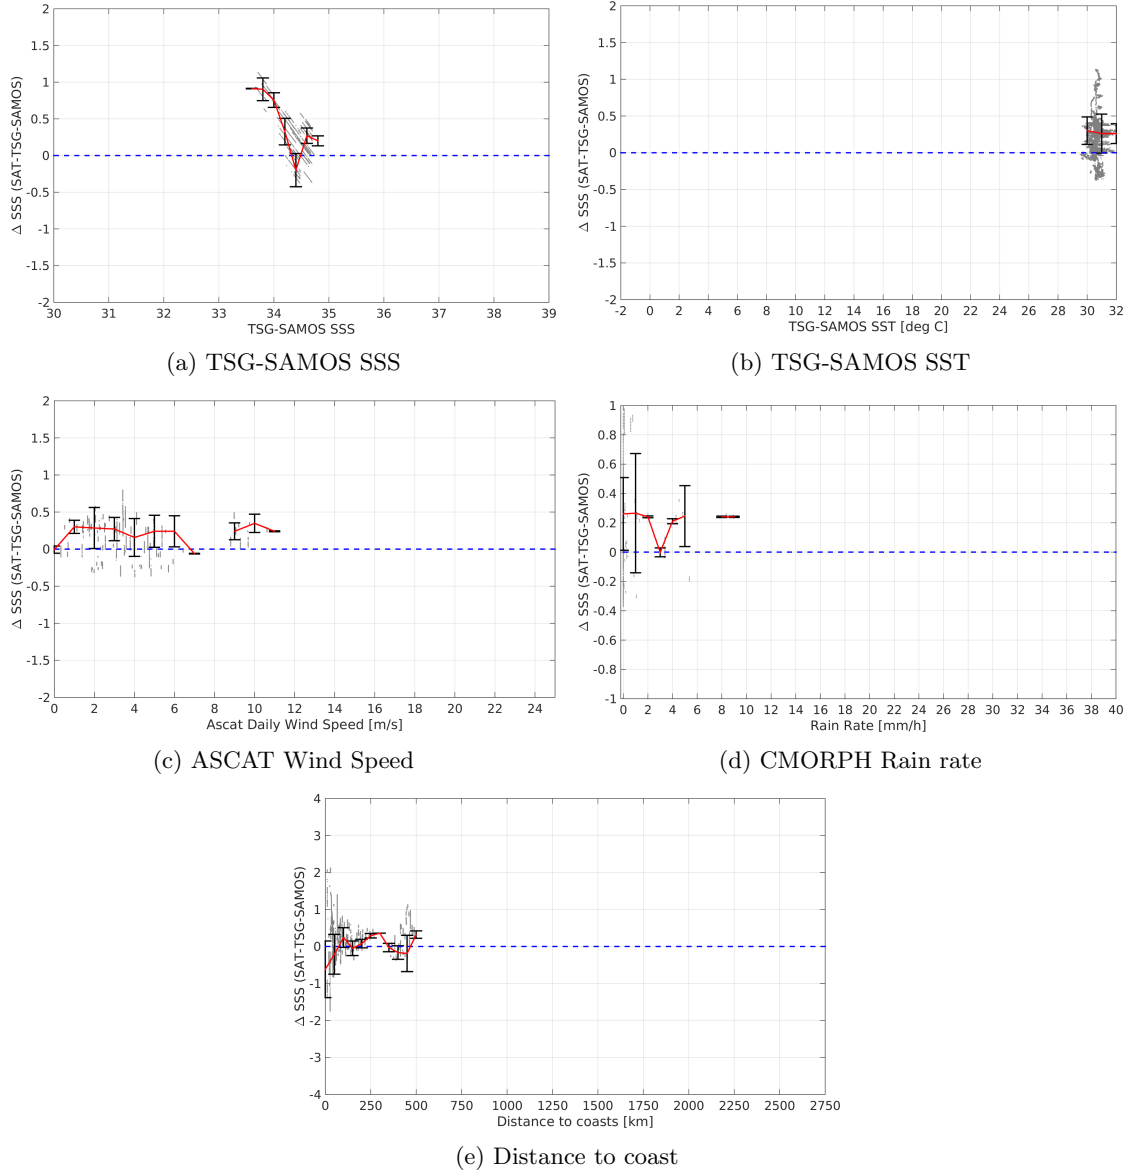 2
1.5
1
0.5
0
-0.5
-1
-1.5
-2
Δ SSS (SAT-TSG-SAMOS)
30 31 32 33 34 35 36 37 38 39
TSG-SAMOS SSS
(a) TSG-SAMOS SSS
2
1.5
1
0.5
0
-0.5
-1
-1.5
-2
Δ SSS (SAT-TSG-SAMOS)
-2 0 2 4 6 8 10 12 14 16 18 20 22 24 26 28 30 32
TSG-SAMOS SST [deg C]
(b) TSG-SAMOS SST
2
1.5
1
0.5
0
-0.5
-1
-1.5
-2
Δ SSS (SAT-TSG-SAMOS)
0 2 4 6 8 10 12 14 16 18 20 22 24
Ascat Daily Wind Speed [m/s]
(c) ASCAT Wind Speed
1
0.8
0.6
0.4
0.2
0
-0.2
-0.4
-0.6
-0.8
-1
Δ SSS (SAT-TSG-SAMOS)
0 2 4 6 8 10 12 14 16 18 20 22 24 26 28 30 32 34 36 38 40
Rain Rate [mm/h]
(d) CMORPH Rain rate
4
3
2
1
0
-1
-2
-3
-4
Δ SSS (SAT-TSG-SAMOS)
0 250 500 750 1000 1250 1500 1750 2000 2250 2500 2750
Distance to coasts [km]
(e) Distance to coast